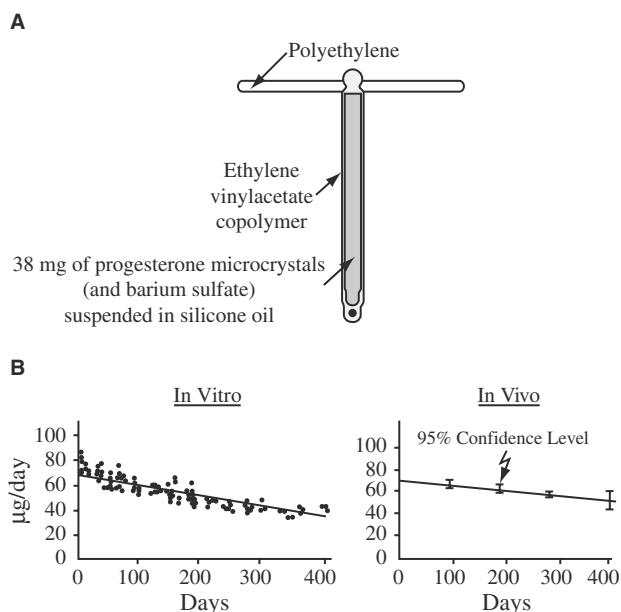 A
Polyethylene
Ethylene
vinylacetate
copolymer
38 mg of progesterone microcrystals
(and barium sulfate)
suspended in silicone oil
B
In Vitro
100
80
60
40
20
0
µg/day
0 100 200 300 400
Days
In Vivo
95% Confidence Level
100
80
60
40
20
0
0 100 200 300 400
Days